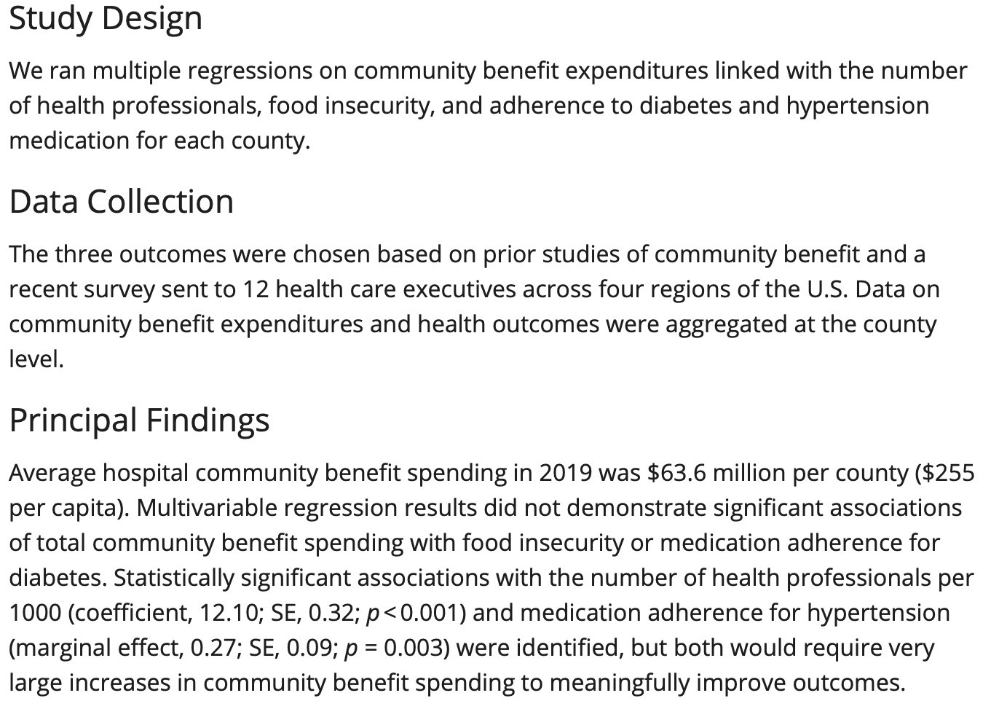 Study Design
We ran multiple regressions on community benefit expenditures linked with the number
of health professionals, food insecurity, and adherence to diabetes and hypertension
medication for each county.
Data Collection
The three outcomes were chosen based on prior studies of community benefit and a
recent survey sent to 12 health care executives across four regions of the U.S. Data on
community benefit expenditures and health outcomes were aggregated at the county
level.
Principal Findings
Average hospital community benefit spending in 2019 was $63.6 million per county ($255
per capita). Multivariable regression results did not demonstrate significant associations
of total community benefit spending with food insecurity or medication adherence for
diabetes. Statistically significant associations with the number of health professionals per
1000 (coefficient, 12.10; SE, 0.32; p < 0.001) and medication adherence for hypertension
(marginal effect, 0.27; SE, 0.09; p = 0.003) were identified, but both would require very
large increases in community benefit spending to meaningfully improve outcomes.